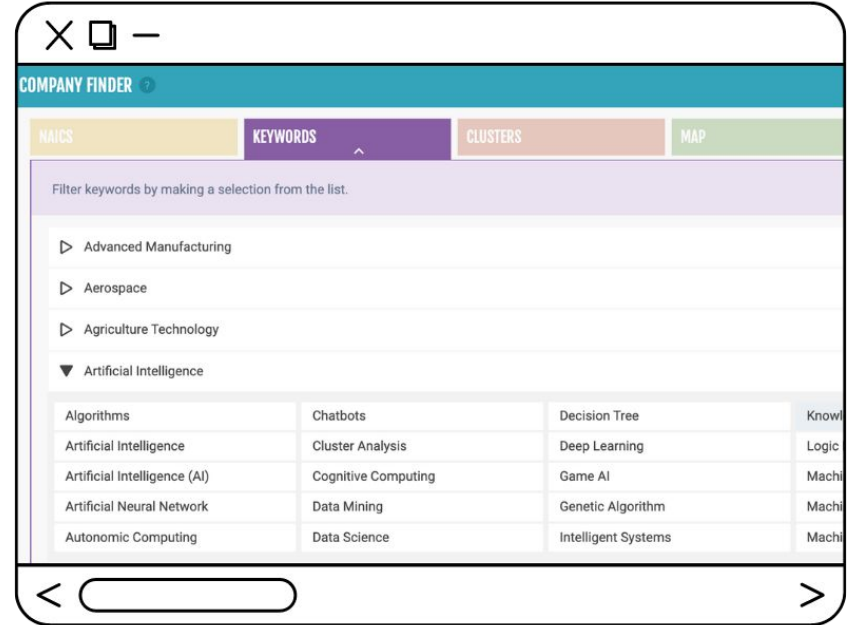 COMPANY FINDER ?
NAICS KEYWORDS CLUSTERS MAP
Filter keywords by making a selection from the list.
Advanced Manufacturing
Aerospace
Agriculture Technology
Artificial Intelligence
Algorithms Chatbots Decision Tree
Artificial Intelligence Cluster Analysis Deep Learning Logic
Artificial Intelligence (AI) Cognitive Computing Game AI
Artificial Neural Network Data Mining Genetic Algorithm
Autonomic Computing Data Science Intelligent Systems